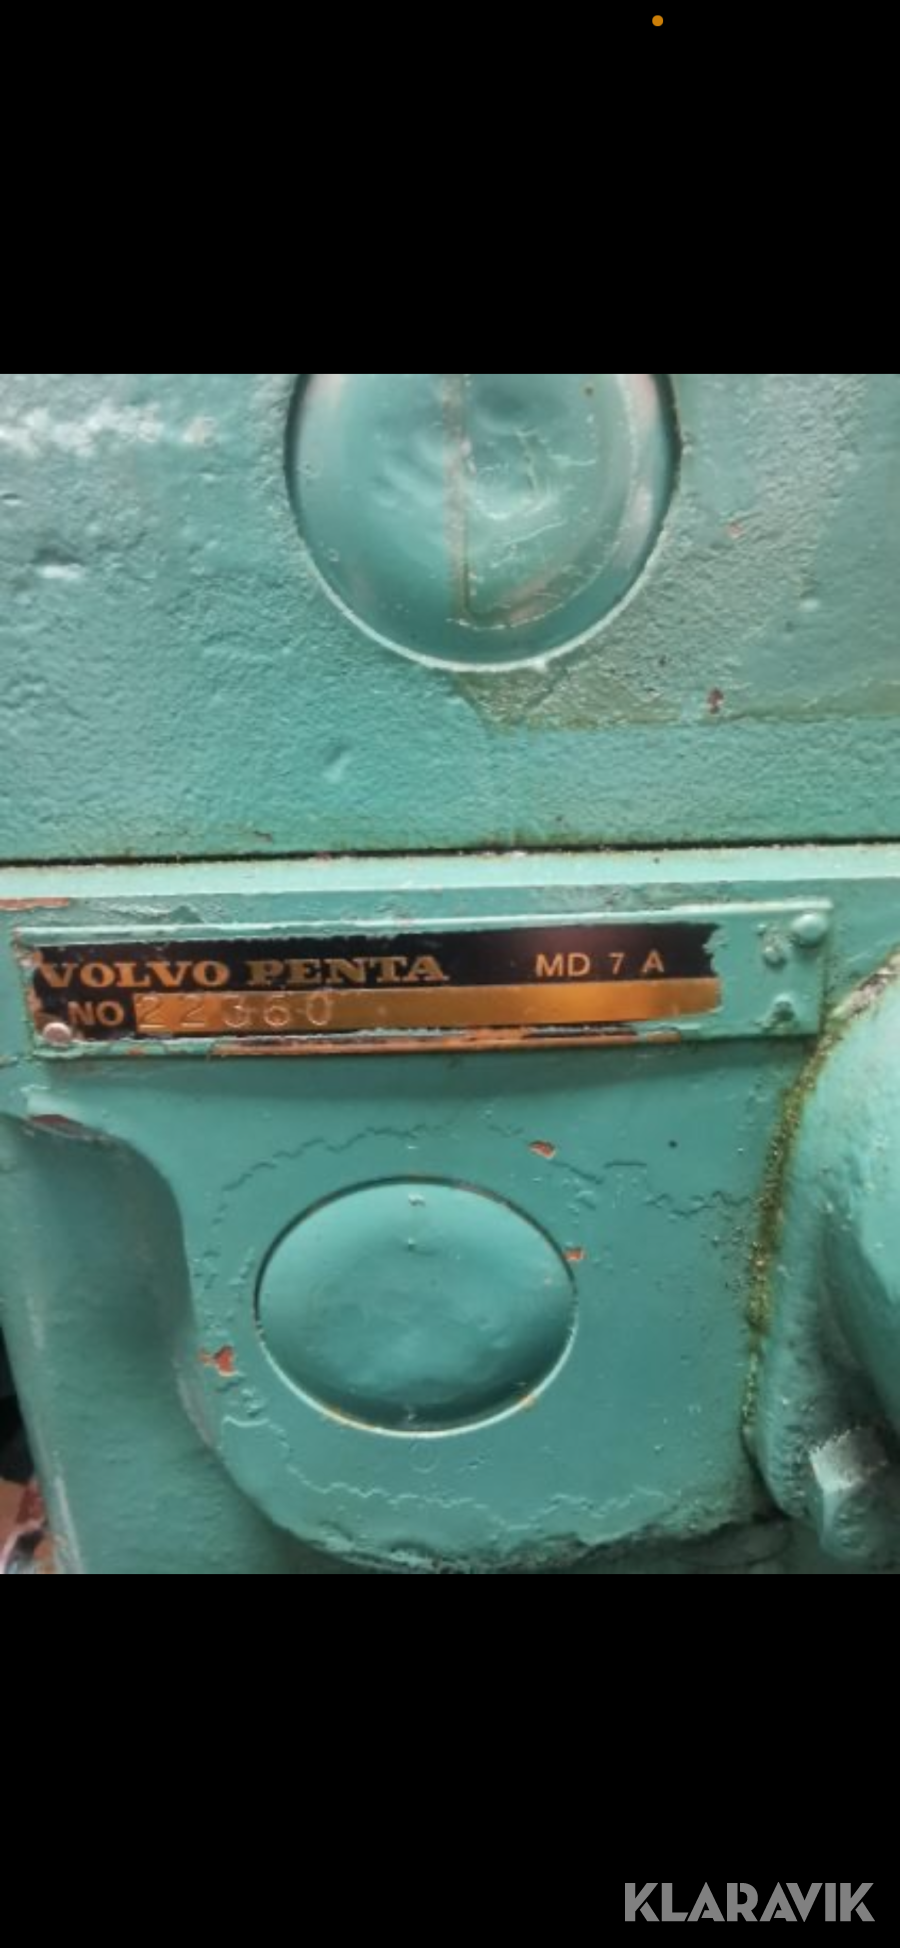 VOLVO PENTA MD 7 A
NO 22360
KLARAVIK